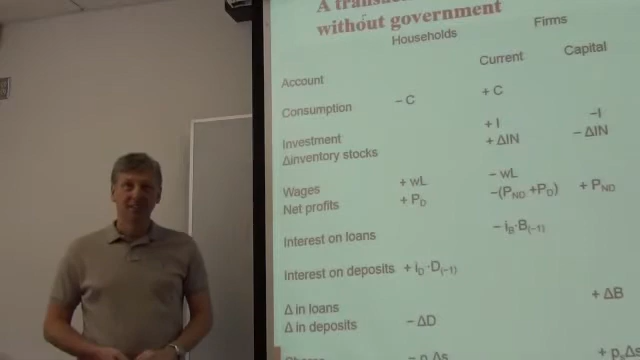 A
without government
Households Firms
Current Capital
Account
Consumption − C + C
Investment + I −I
Δinventory stocks + ΔIN − ΔIN
Wages + wL − wL
Net profits + P_D −(P_ND +P_D) + P_ND
Interest on loans − i_B·B_(−1)
Interest on deposits + i_D·D_(−1)
Δ in loans + ΔB
Δ in deposits − ΔD